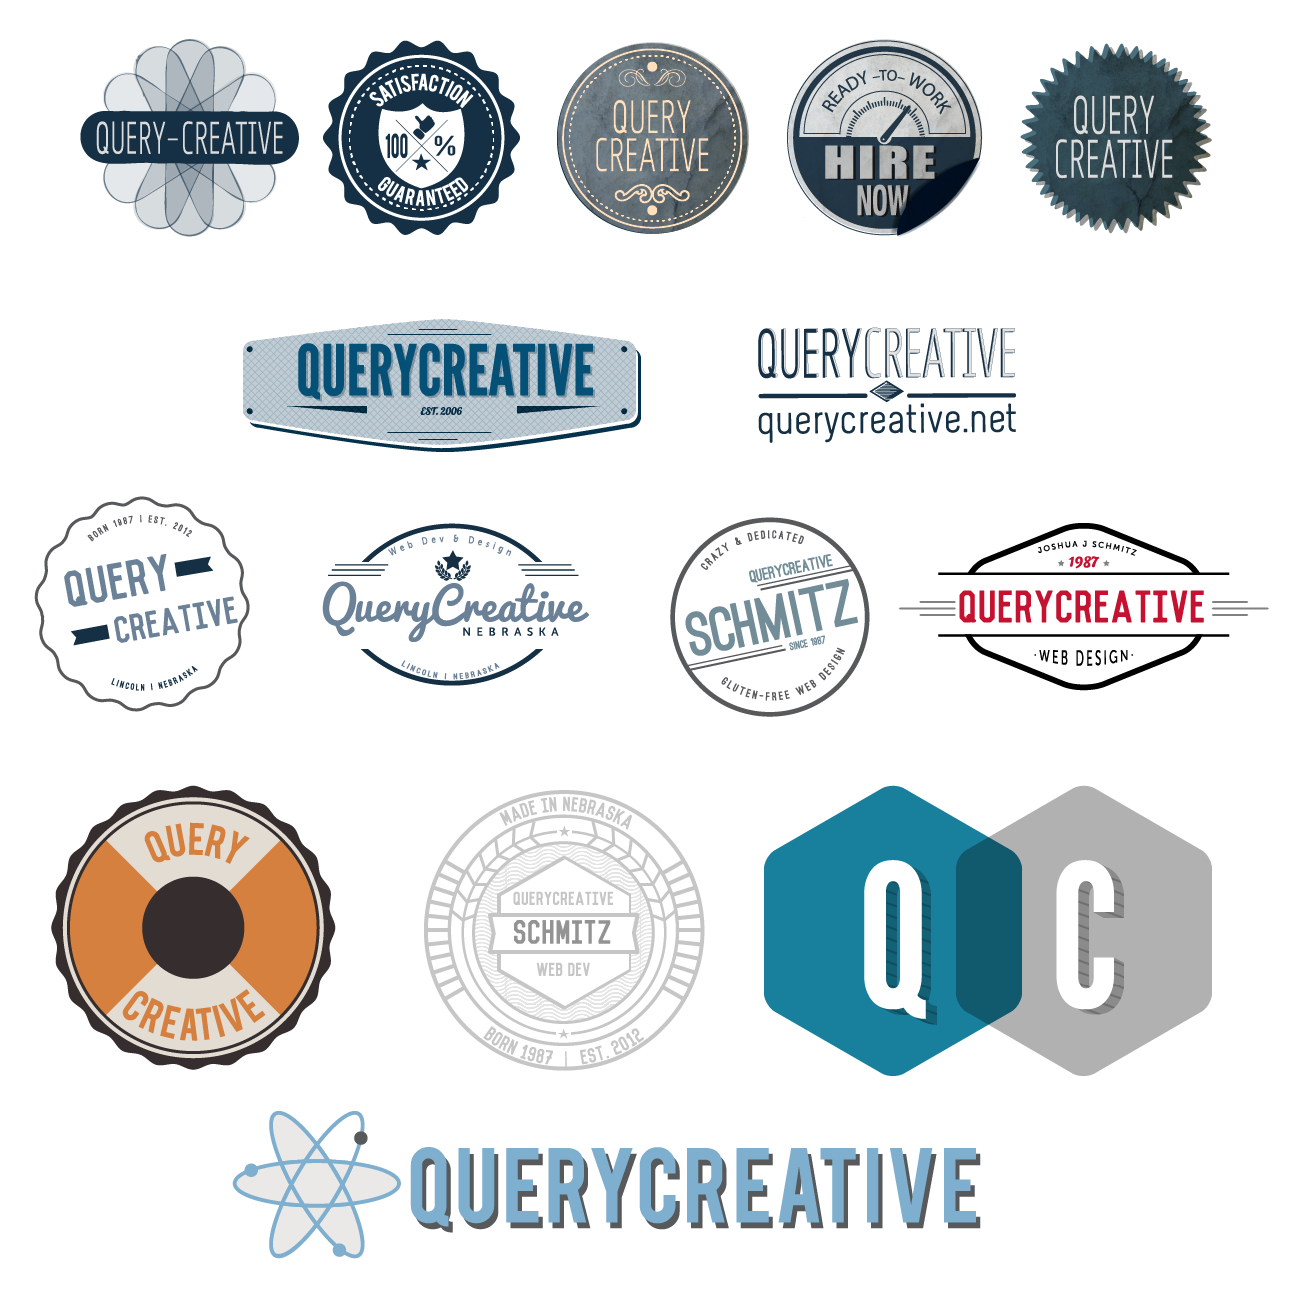 QUERY-CREATIVE
SATISFACTION
100 %
GUARANTEED
QUERY
CREATIVE
READY -TO- WORK
HIRE
NOW
QUERY
CREATIVE
QUERYCREATIVE
EST. 2006
QUERYCREATIVE
querycreative.net
BORN 1987 | EST. 2012
QUERY
CREATIVE
LINCOLN | NEBRASKA
Web Dev & Design
QueryCreative
NEBRASKA
LINCOLN | NEBRASKA
CRAZY & DEDICATED
QUERYCREATIVE
SCHMITZ
SINCE 1987
GLUTEN-FREE WEB DESIGN
JOSHUA J SCHMITZ
1987
QUERYCREATIVE
·WEB DESIGN·
QUERY
CREATIVE
MADE IN NEBRASKA
QUERYCREATIVE
SCHMITZ
WEB DEV
BORN 1987 | EST. 2012
Q C
QUERYCREATIVE